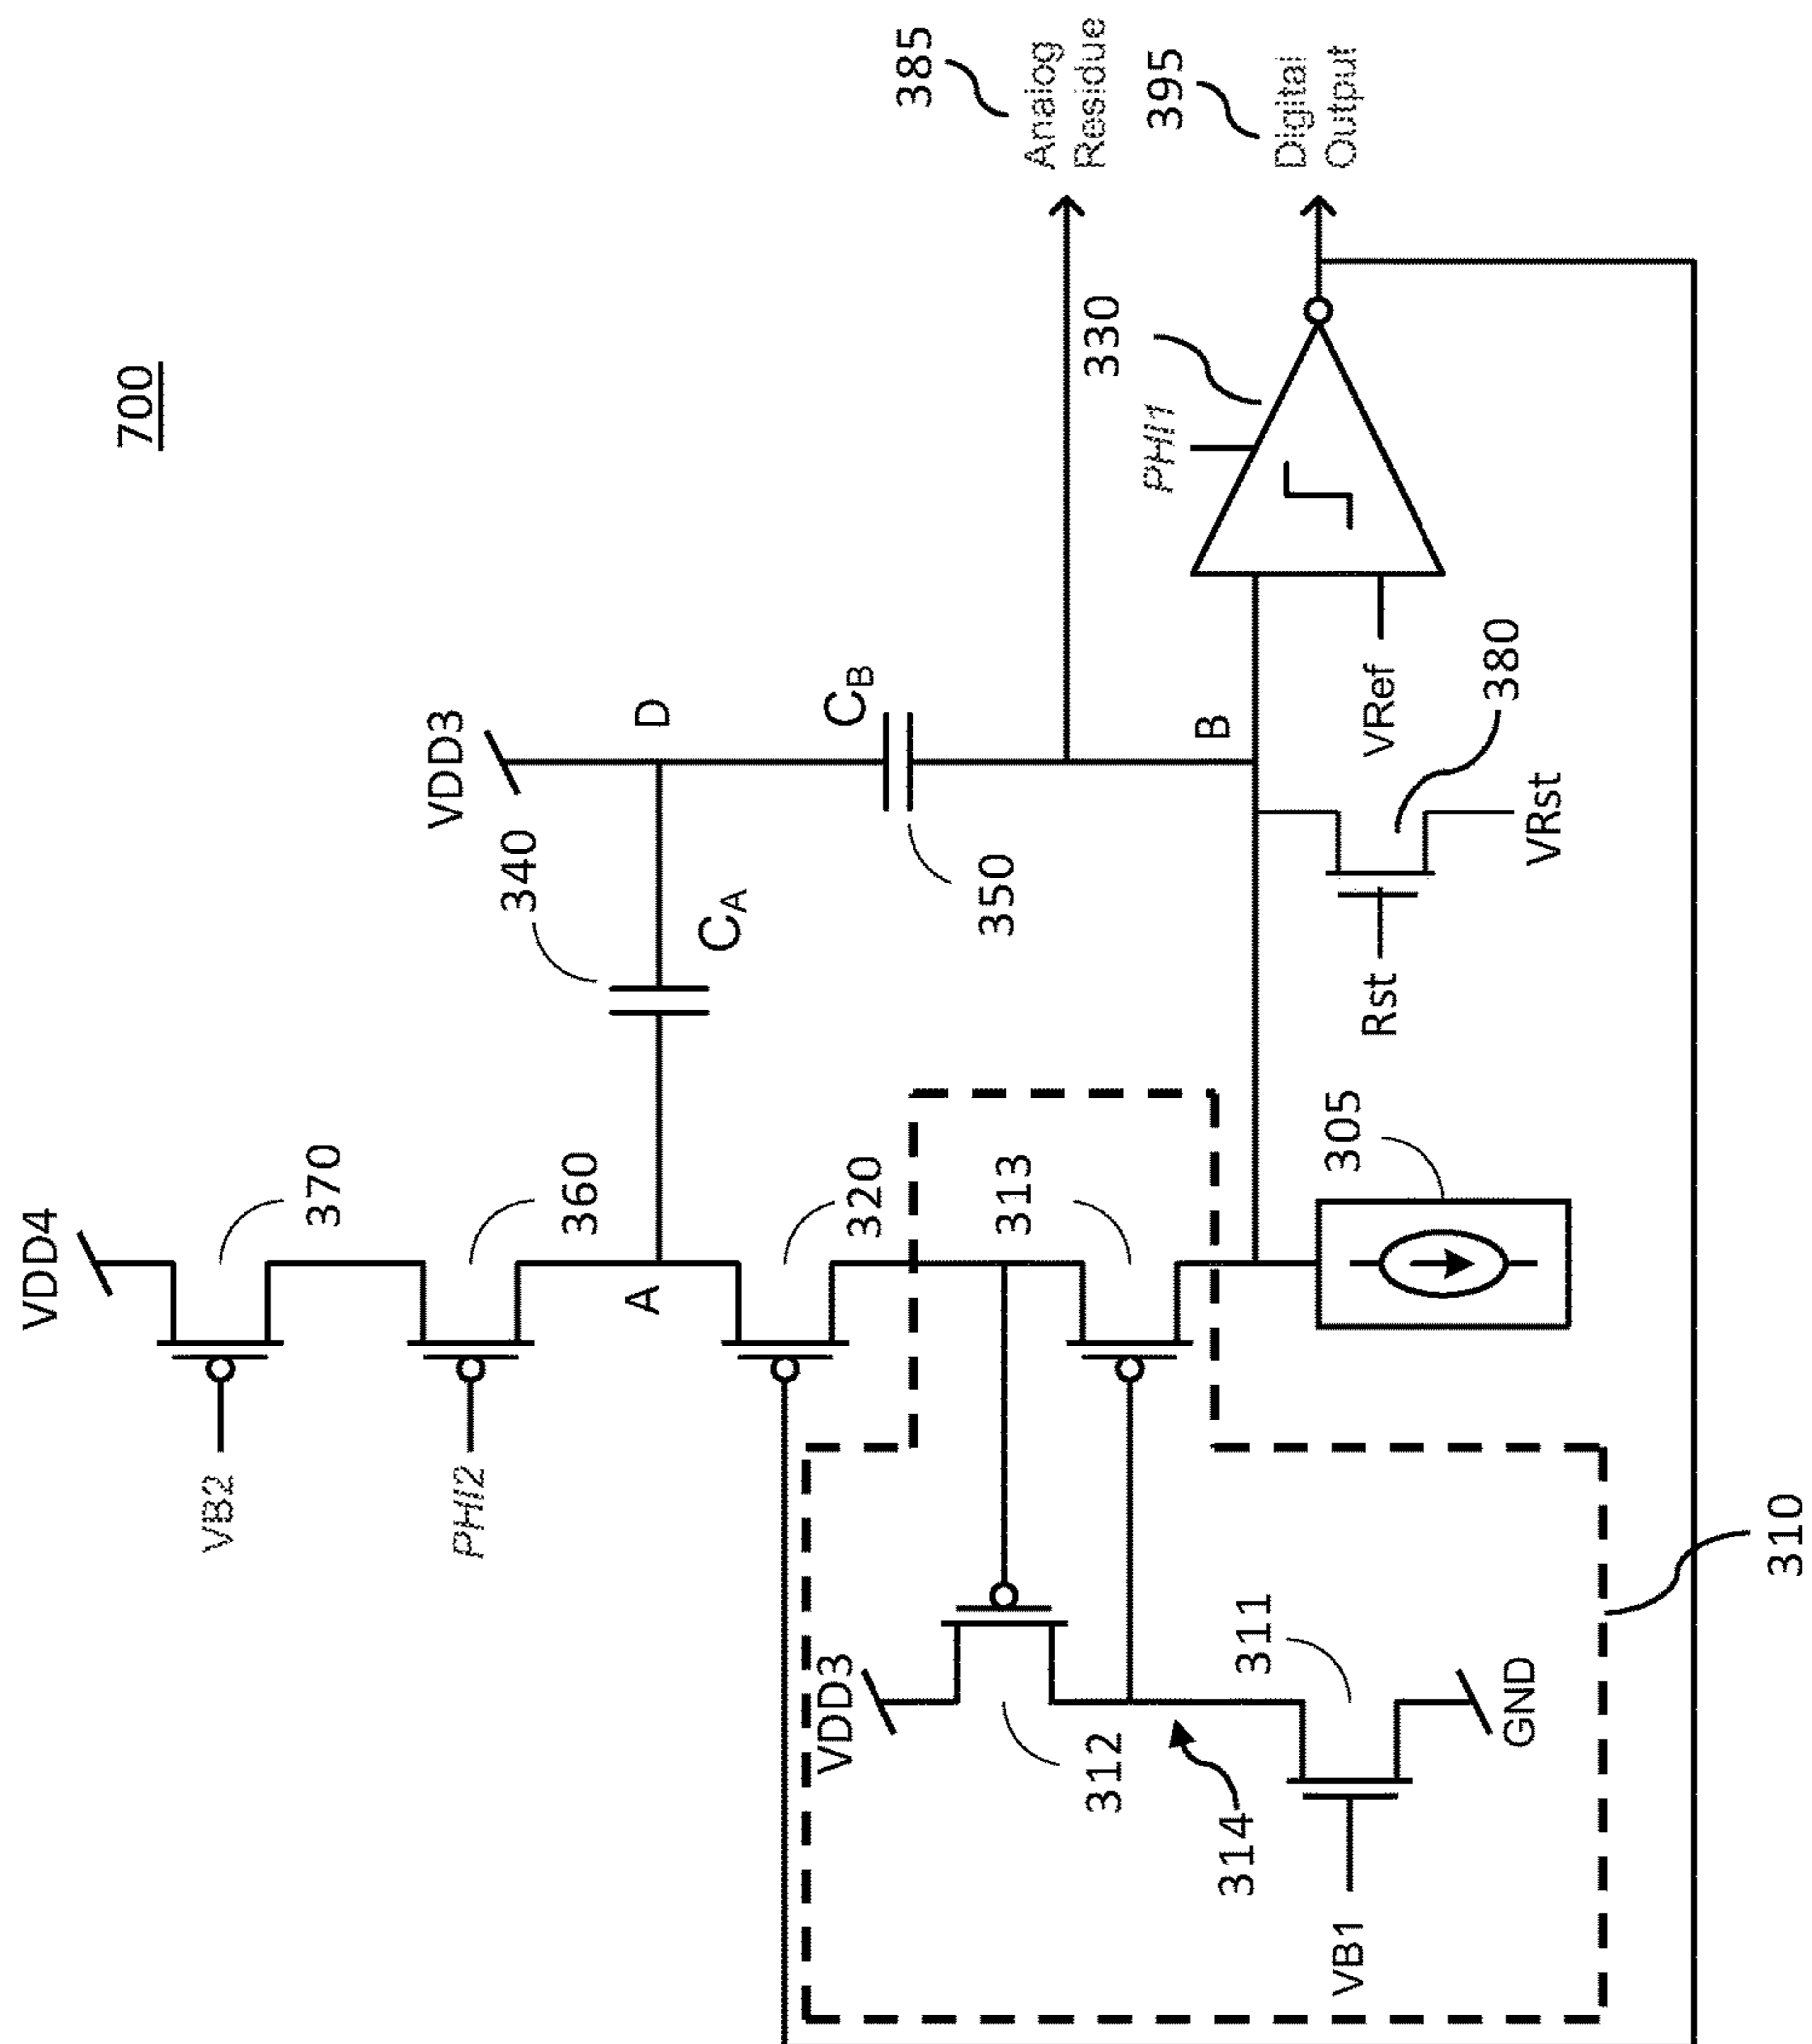 700
VDD4
370
VB2
360
PHI2
A
320
VDD3
D
340
CA
CB
350
385
Analog
Residue
395
Digital
Output
330
PHI1
B
VRef
380
Rst
VRst
313
305
VDD3
312
314
311
VB1
GND
310